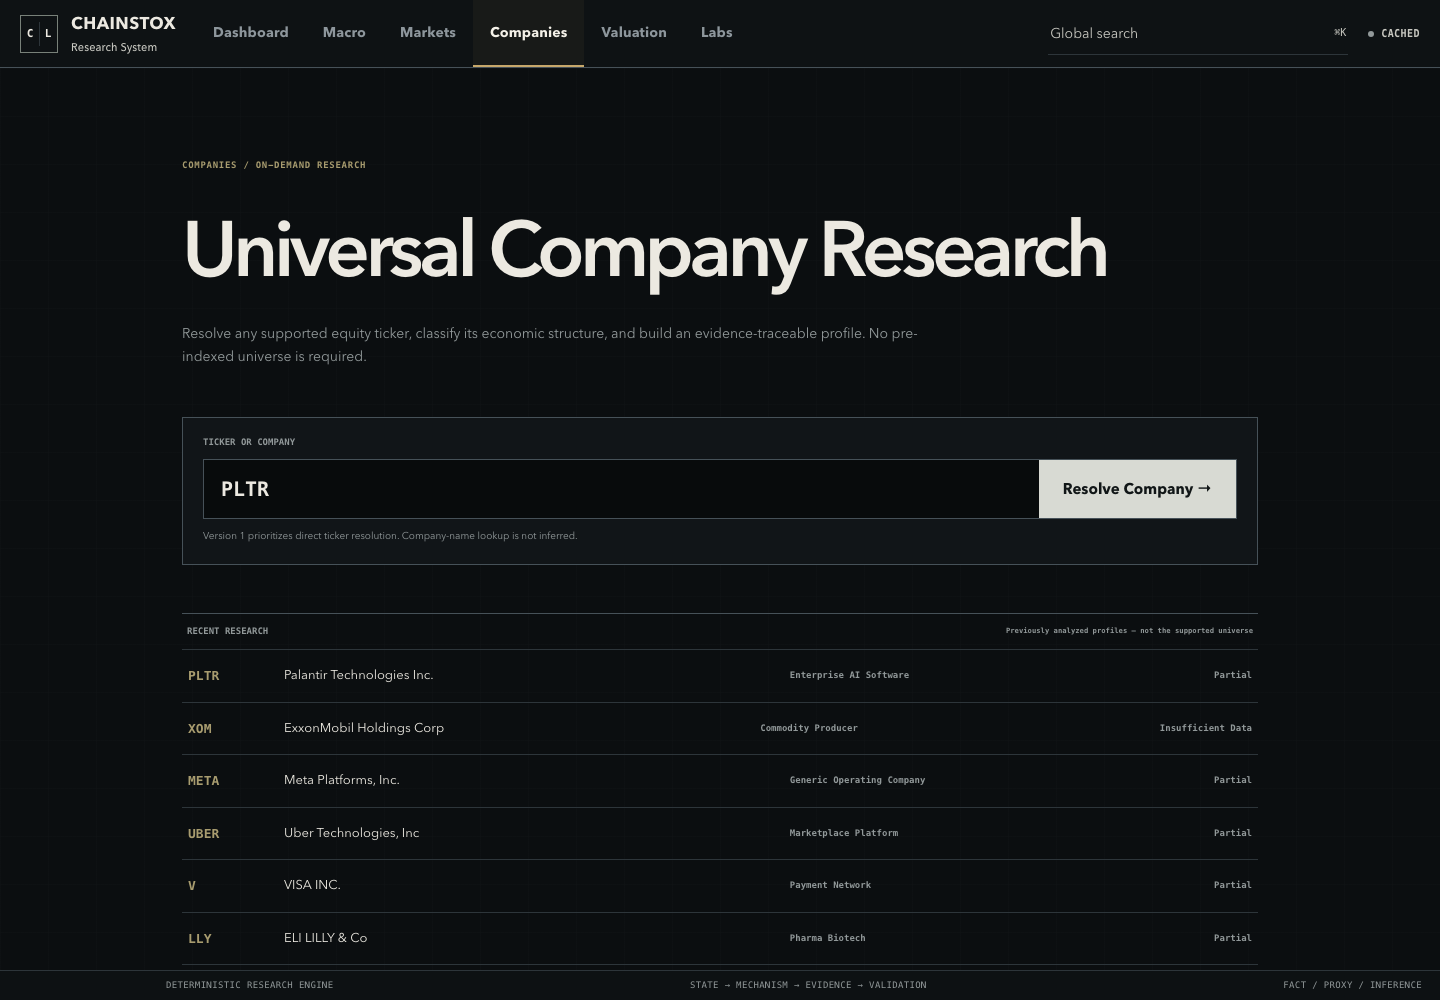 C L
CHAINSTOX
Research System
Dashboard Macro Markets Companies Valuation Labs
Global search ⌘K
CACHED
COMPANIES / ON-DEMAND RESEARCH
Universal Company Research
Resolve any supported equity ticker, classify its economic structure, and build an evidence-traceable profile. No pre-
indexed universe is required.
TICKER OR COMPANY
PLTR
Resolve Company →
Version 1 prioritizes direct ticker resolution. Company-name lookup is not inferred.
RECENT RESEARCH Previously analyzed profiles — not the supported universe
PLTR Palantir Technologies Inc. Enterprise AI Software Partial
XOM ExxonMobil Holdings Corp Commodity Producer Insufficient Data
META Meta Platforms, Inc. Generic Operating Company Partial
UBER Uber Technologies, Inc Marketplace Platform Partial
V VISA INC. Payment Network Partial
LLY ELI LILLY & Co Pharma Biotech Partial
DETERMINISTIC RESEARCH ENGINE STATE → MECHANISM → EVIDENCE → VALIDATION FACT / PROXY / INFERENCE